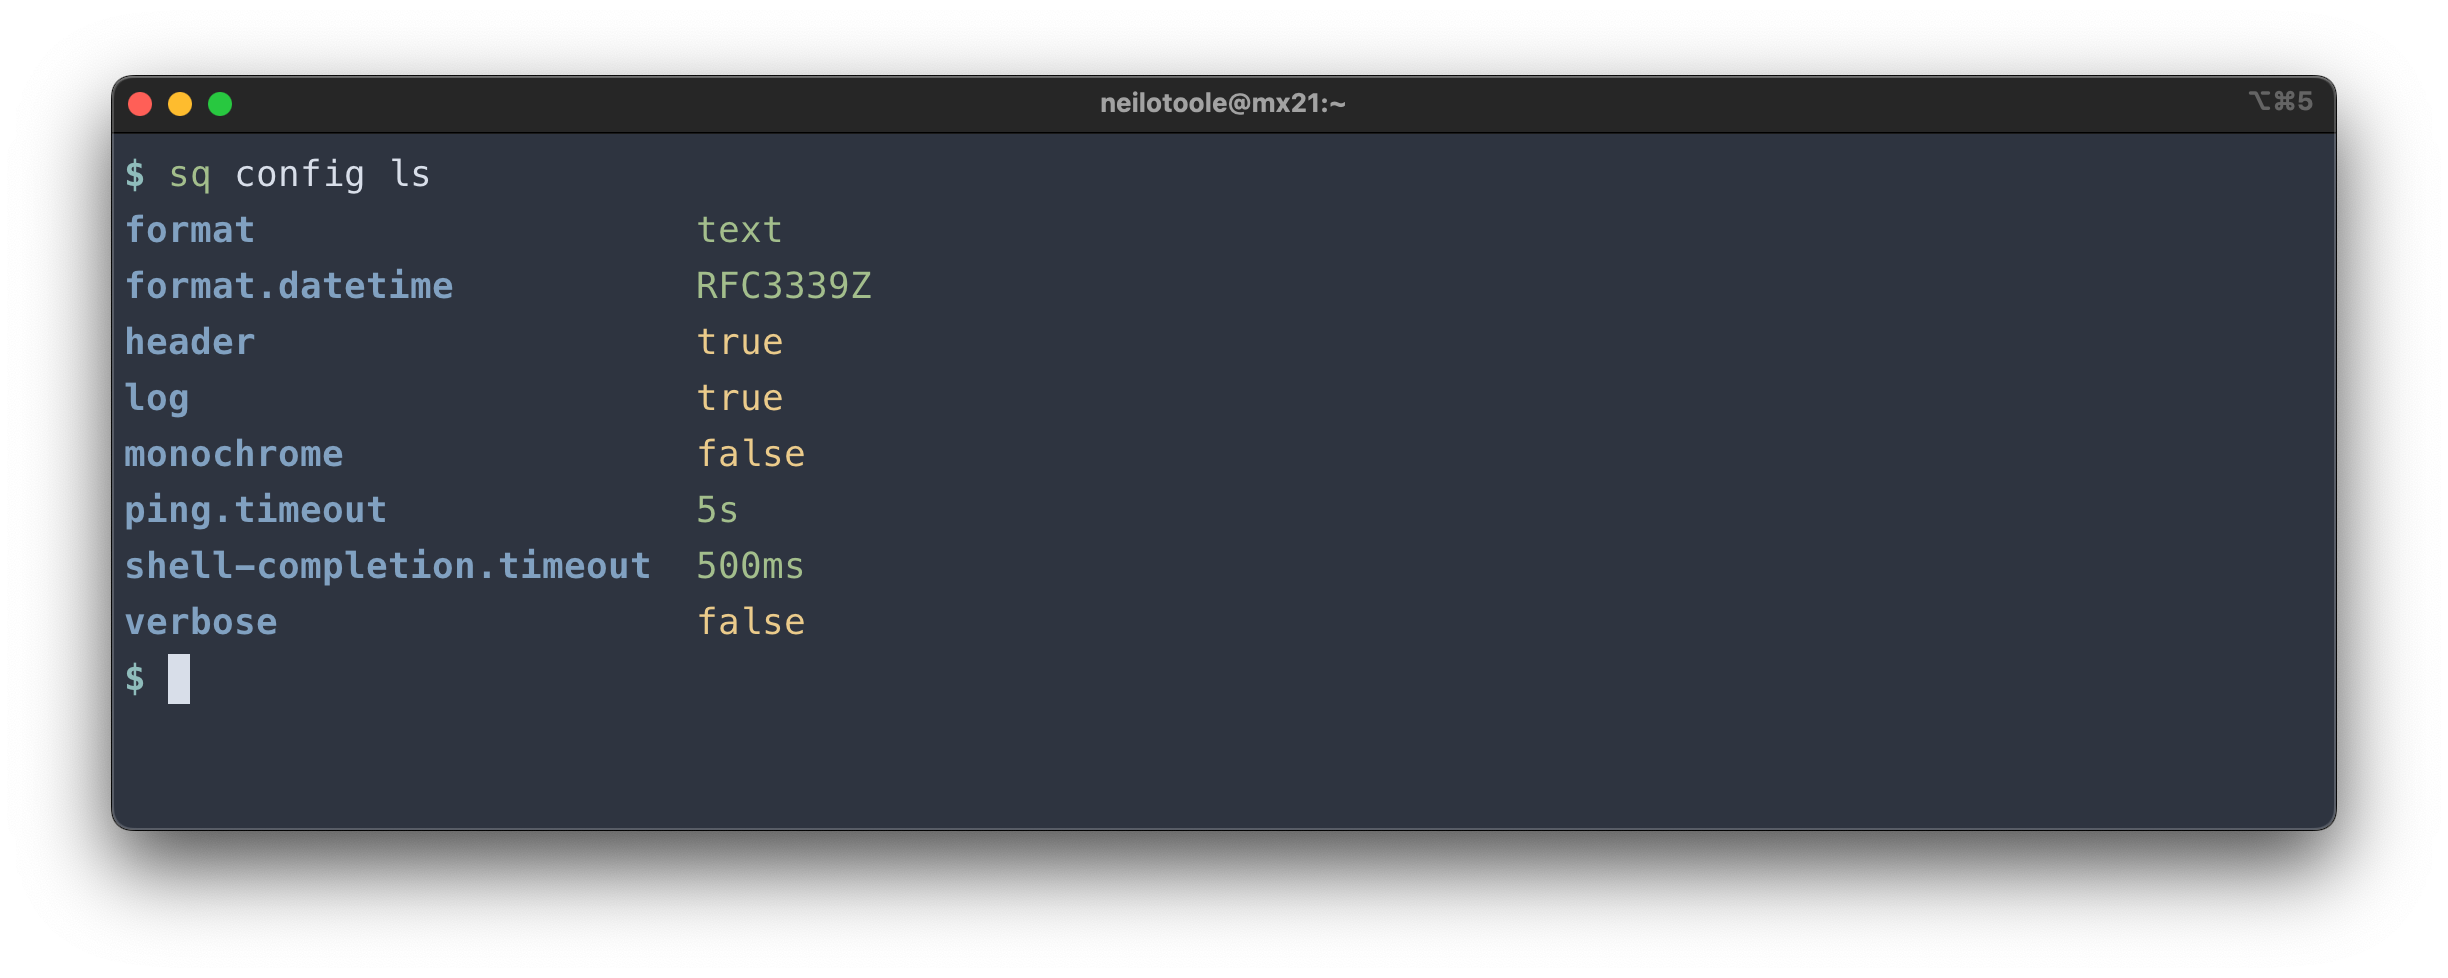 neilotoole@mx21:~ ⌥⌘5
$ sq config ls
format text
format.datetime RFC3339Z
header true
log true
monochrome false
ping.timeout 5s
shell-completion.timeout 500ms
verbose false
$